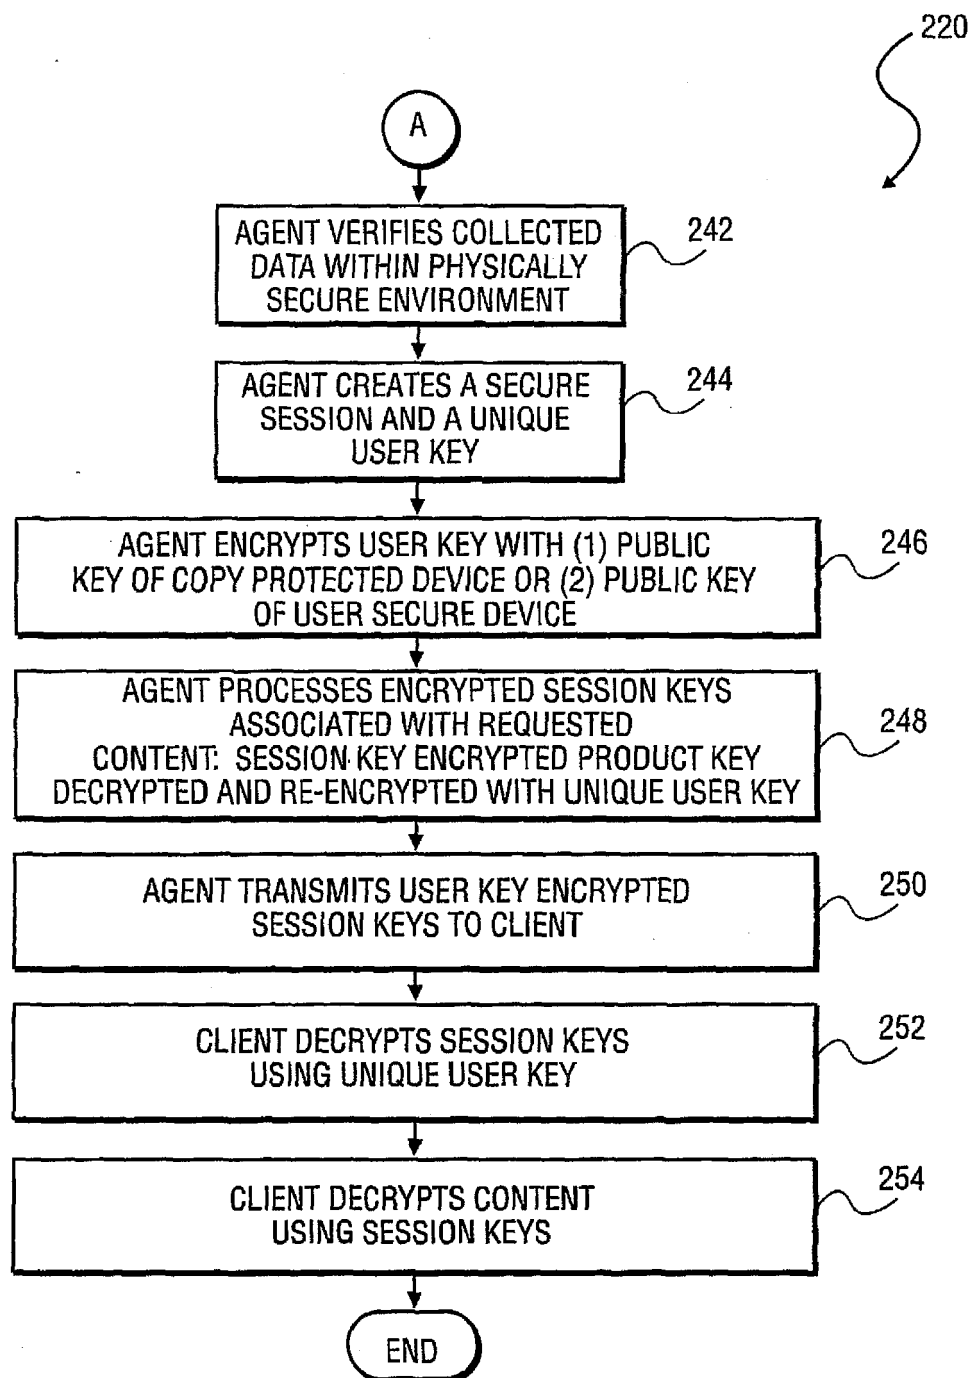 220
A
AGENT VERIFIES COLLECTED
DATA WITHIN PHYSICALLY
SECURE ENVIRONMENT
242
AGENT CREATES A SECURE
SESSION AND A UNIQUE
USER KEY
244
AGENT ENCRYPTS USER KEY WITH (1) PUBLIC
KEY OF COPY PROTECTED DEVICE OR (2) PUBLIC KEY
OF USER SECURE DEVICE
246
AGENT PROCESSES ENCRYPTED SESSION KEYS
ASSOCIATED WITH REQUESTED
CONTENT: SESSION KEY ENCRYPTED PRODUCT KEY
DECRYPTED AND RE-ENCRYPTED WITH UNIQUE USER KEY
248
AGENT TRANSMITS USER KEY ENCRYPTED
SESSION KEYS TO CLIENT
250
CLIENT DECRYPTS SESSION KEYS
USING UNIQUE USER KEY
252
CLIENT DECRYPTS CONTENT
USING SESSION KEYS
254
END